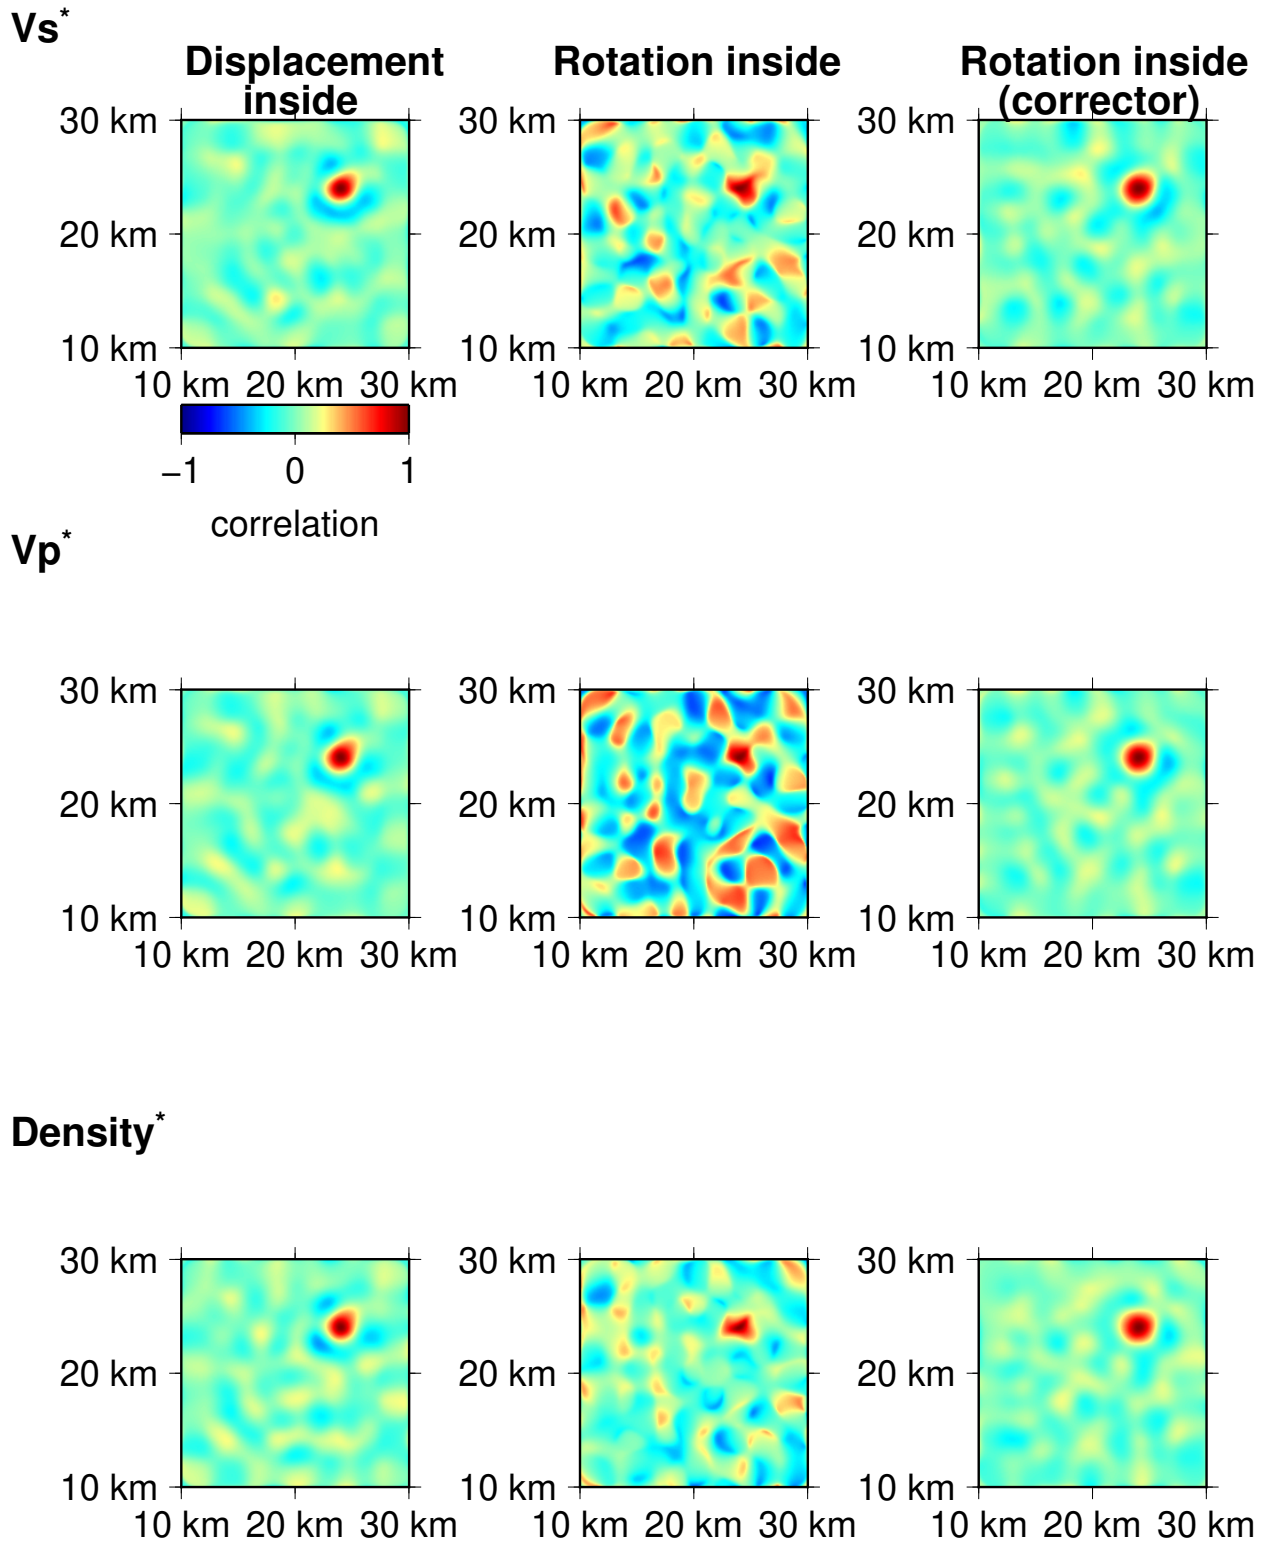 Vs*
Displacement inside
Rotation inside
Rotation inside (corrector)
30 km 30 km 30 km
20 km 20 km 20 km
10 km 10 km 10 km
10 km 20 km 30 km 10 km 20 km 30 km 10 km 20 km 30 km
−1 0 1
correlation
Vp*
30 km 30 km 30 km
20 km 20 km 20 km
10 km 10 km 10 km
10 km 20 km 30 km 10 km 20 km 30 km 10 km 20 km 30 km
Density*
30 km 30 km 30 km
20 km 20 km 20 km
10 km 10 km 10 km
10 km 20 km 30 km 10 km 20 km 30 km 10 km 20 km 30 km